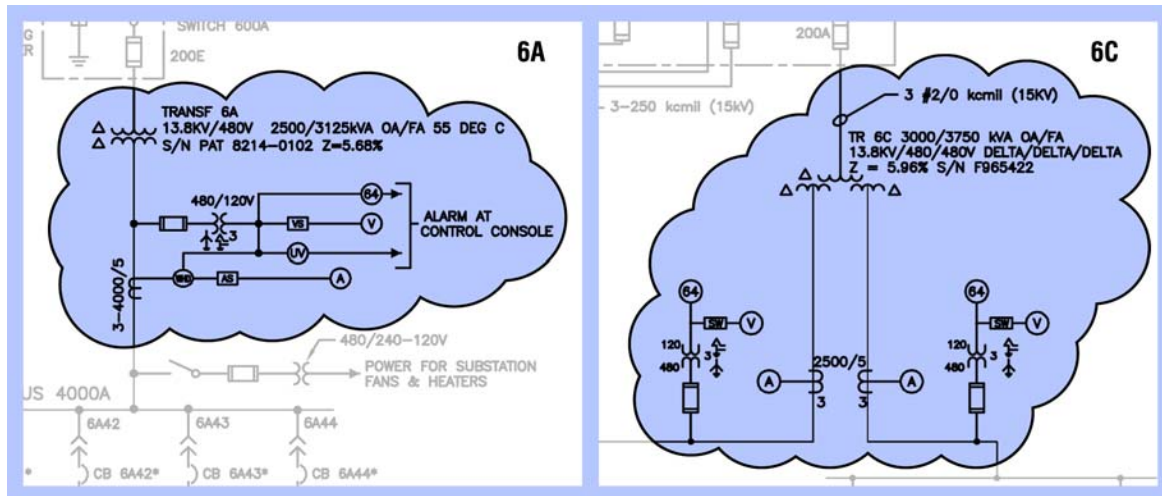 SWITCH 600A
G
R
200E
6A
TRANSF 6A
13.8KV/480V 2500/3125kVA OA/FA 55 DEG C
S/N PAT 8214-0102 Z=5.68%
480/120V
64
VS
V
3
UV
ALARM AT
CONTROL CONSOLE
AS
A
3-4000/5
480/240-120V
POWER FOR SUBSTATION
FANS & HEATERS
US 4000A
6A42
6A43
6A44
* CB 6A42* CB 6A43* CB 6A44*
200A
6C
3-250 kcmil (15KV)
3 #2/0 kcmil (15KV)
TR 6C 3000/3750 KVA OA/FA
13.8KV/480/480V DELTA/DELTA/DELTA
Z = 5.96% S/N F965422
64
SW
V
120
480
3
2500/5
A
3
A
3
64
SW
V
120
480
3